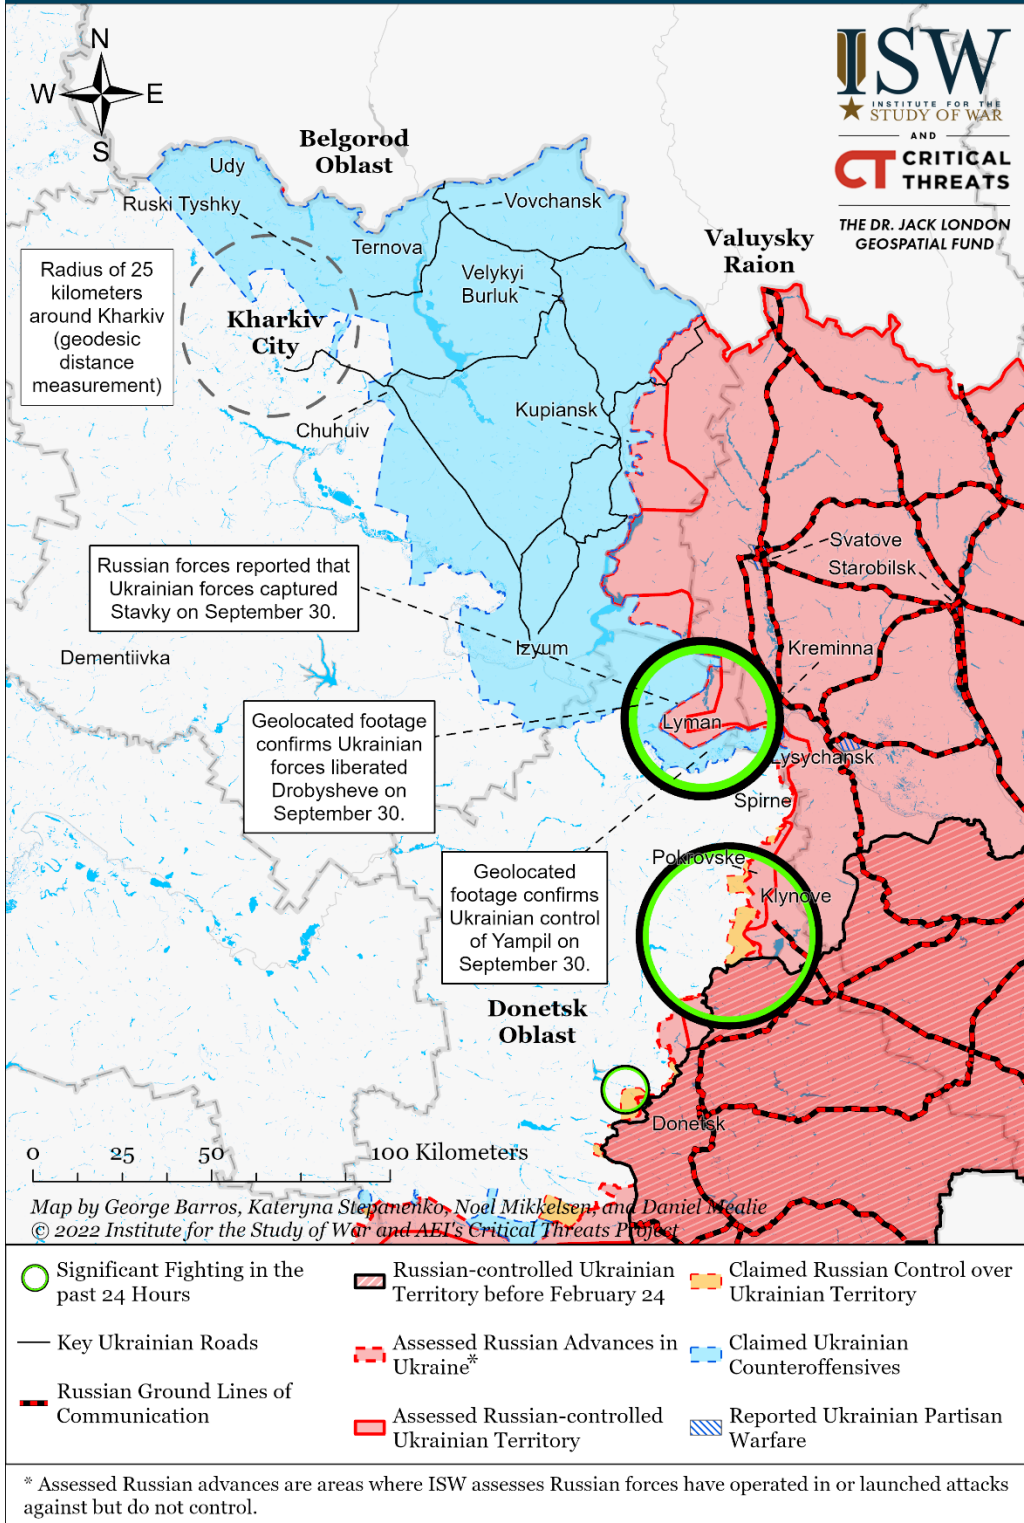 N
W E
S
ISW
INSTITUTE FOR THE
STUDY OF WAR
AND
CT CRITICAL
THREATS
THE DR. JACK LONDON
GEOSPATIAL FUND
Belgorod
Oblast
Udy
Ruski Tyshky
Vovchansk
Ternova
Valuysky
Raion
Velykyi
Burluk
Radius of 25
kilometers
around Kharkiv
(geodesic
distance
measurement)
Kharkiv
City
Kupiansk
Chuhuiv
Svatove
Starobilsk
Russian forces reported that
Ukrainian forces captured
Stavky on September 30.
Izyum
Kreminna
Dementiivka
Geolocated footage
confirms Ukrainian
forces liberated
Drobysheve on
September 30.
Lyman
Lysychansk
Spirne
Pokrovske
Klynove
Geolocated
footage confirms
Ukrainian control
of Yampil on
September 30.
Donetsk
Oblast
Donetsk
0 25 50 100 Kilometers
Map by George Barros, Kateryna Stepanenko, Noel Mikkelsen, and Daniel Mealie
© 2022 Institute for the Study of War and AEI's Critical Threats Project
Significant Fighting in the
past 24 Hours
Key Ukrainian Roads
Russian Ground Lines of
Communication
Russian-controlled Ukrainian
Territory before February 24
Assessed Russian Advances in
Ukraine*
Assessed Russian-controlled
Ukrainian Territory
Claimed Russian Control over
Ukrainian Territory
Claimed Ukrainian
Counteroffensives
Reported Ukrainian Partisan
Warfare
* Assessed Russian advances are areas where ISW assesses Russian forces have operated in or launched attacks
against but do not control.